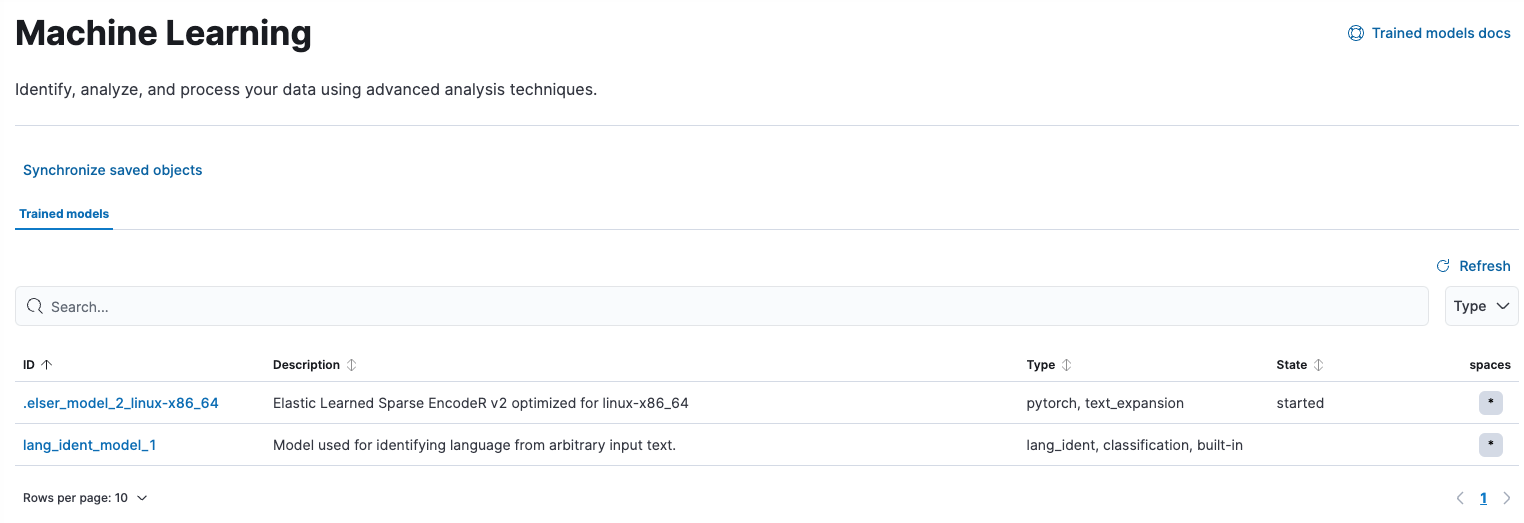 Machine Learning
Trained models docs
Identify, analyze, and process your data using advanced analysis techniques.
Synchronize saved objects
Trained models
Refresh
Search...
Type
ID Description Type State spaces
.elser_model_2_linux-x86_64 Elastic Learned Sparse EncodeR v2 optimized for linux-x86_64 pytorch, text_expansion started *
lang_ident_model_1 Model used for identifying language from arbitrary input text. lang_ident, classification, built-in *
Rows per page: 10
1